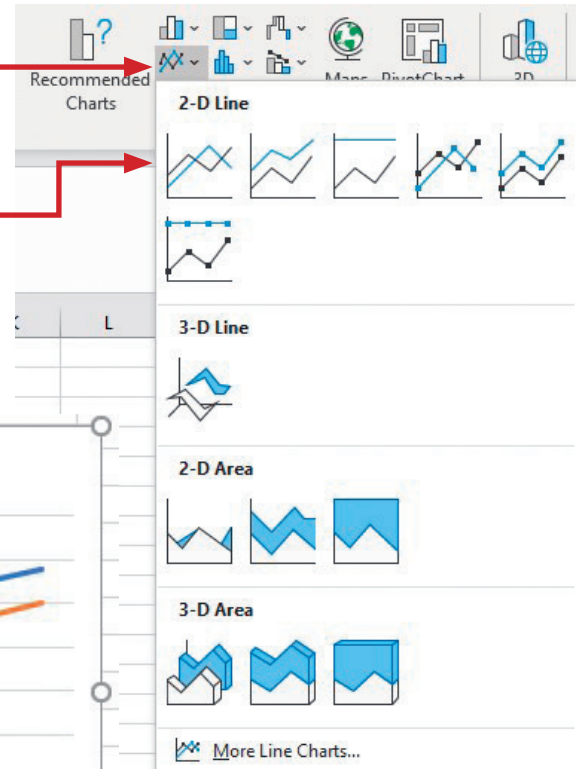 ?
Recommended
Charts
Maps PivotChart 3D
2-D Line
K L
3-D Line
2-D Area
3-D Area
More Line Charts...